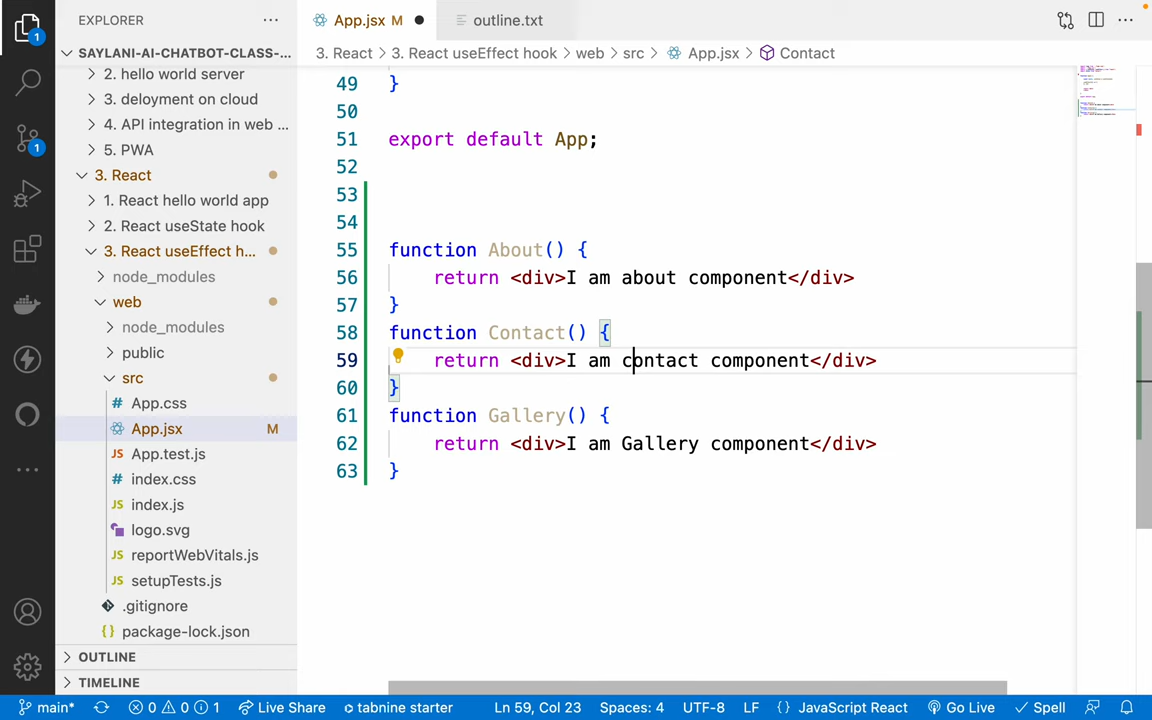 EXPLORER
SAYLANI-AI-CHATBOT-CLASS-...
2. hello world server
3. deloyment on cloud
4. API integration in web ...
5. PWA
3. React
1. React hello world app
2. React useState hook
3. React useEffect h...
node_modules
web
node_modules
public
src
App.css
App.jsx M
App.test.js
index.css
index.js
logo.svg
reportWebVitals.js
setupTests.js
.gitignore
package-lock.json
OUTLINE
TIMELINE
App.jsx M
outline.txt
3. React > 3. React useEffect hook > web > src > App.jsx > Contact
49 }
50
51 export default App;
52
53
54
55 function About() {
56 return <div>I am about component</div>
57 }
58 function Contact() {
59 return <div>I am contact component</div>
60 }
61 function Gallery() {
62 return <div>I am Gallery component</div>
63 }
1
1
main* 0 0 1 Live Share tabnine starter Ln 59, Col 23 Spaces: 4 UTF-8 LF {} JavaScript React Go Live Spell